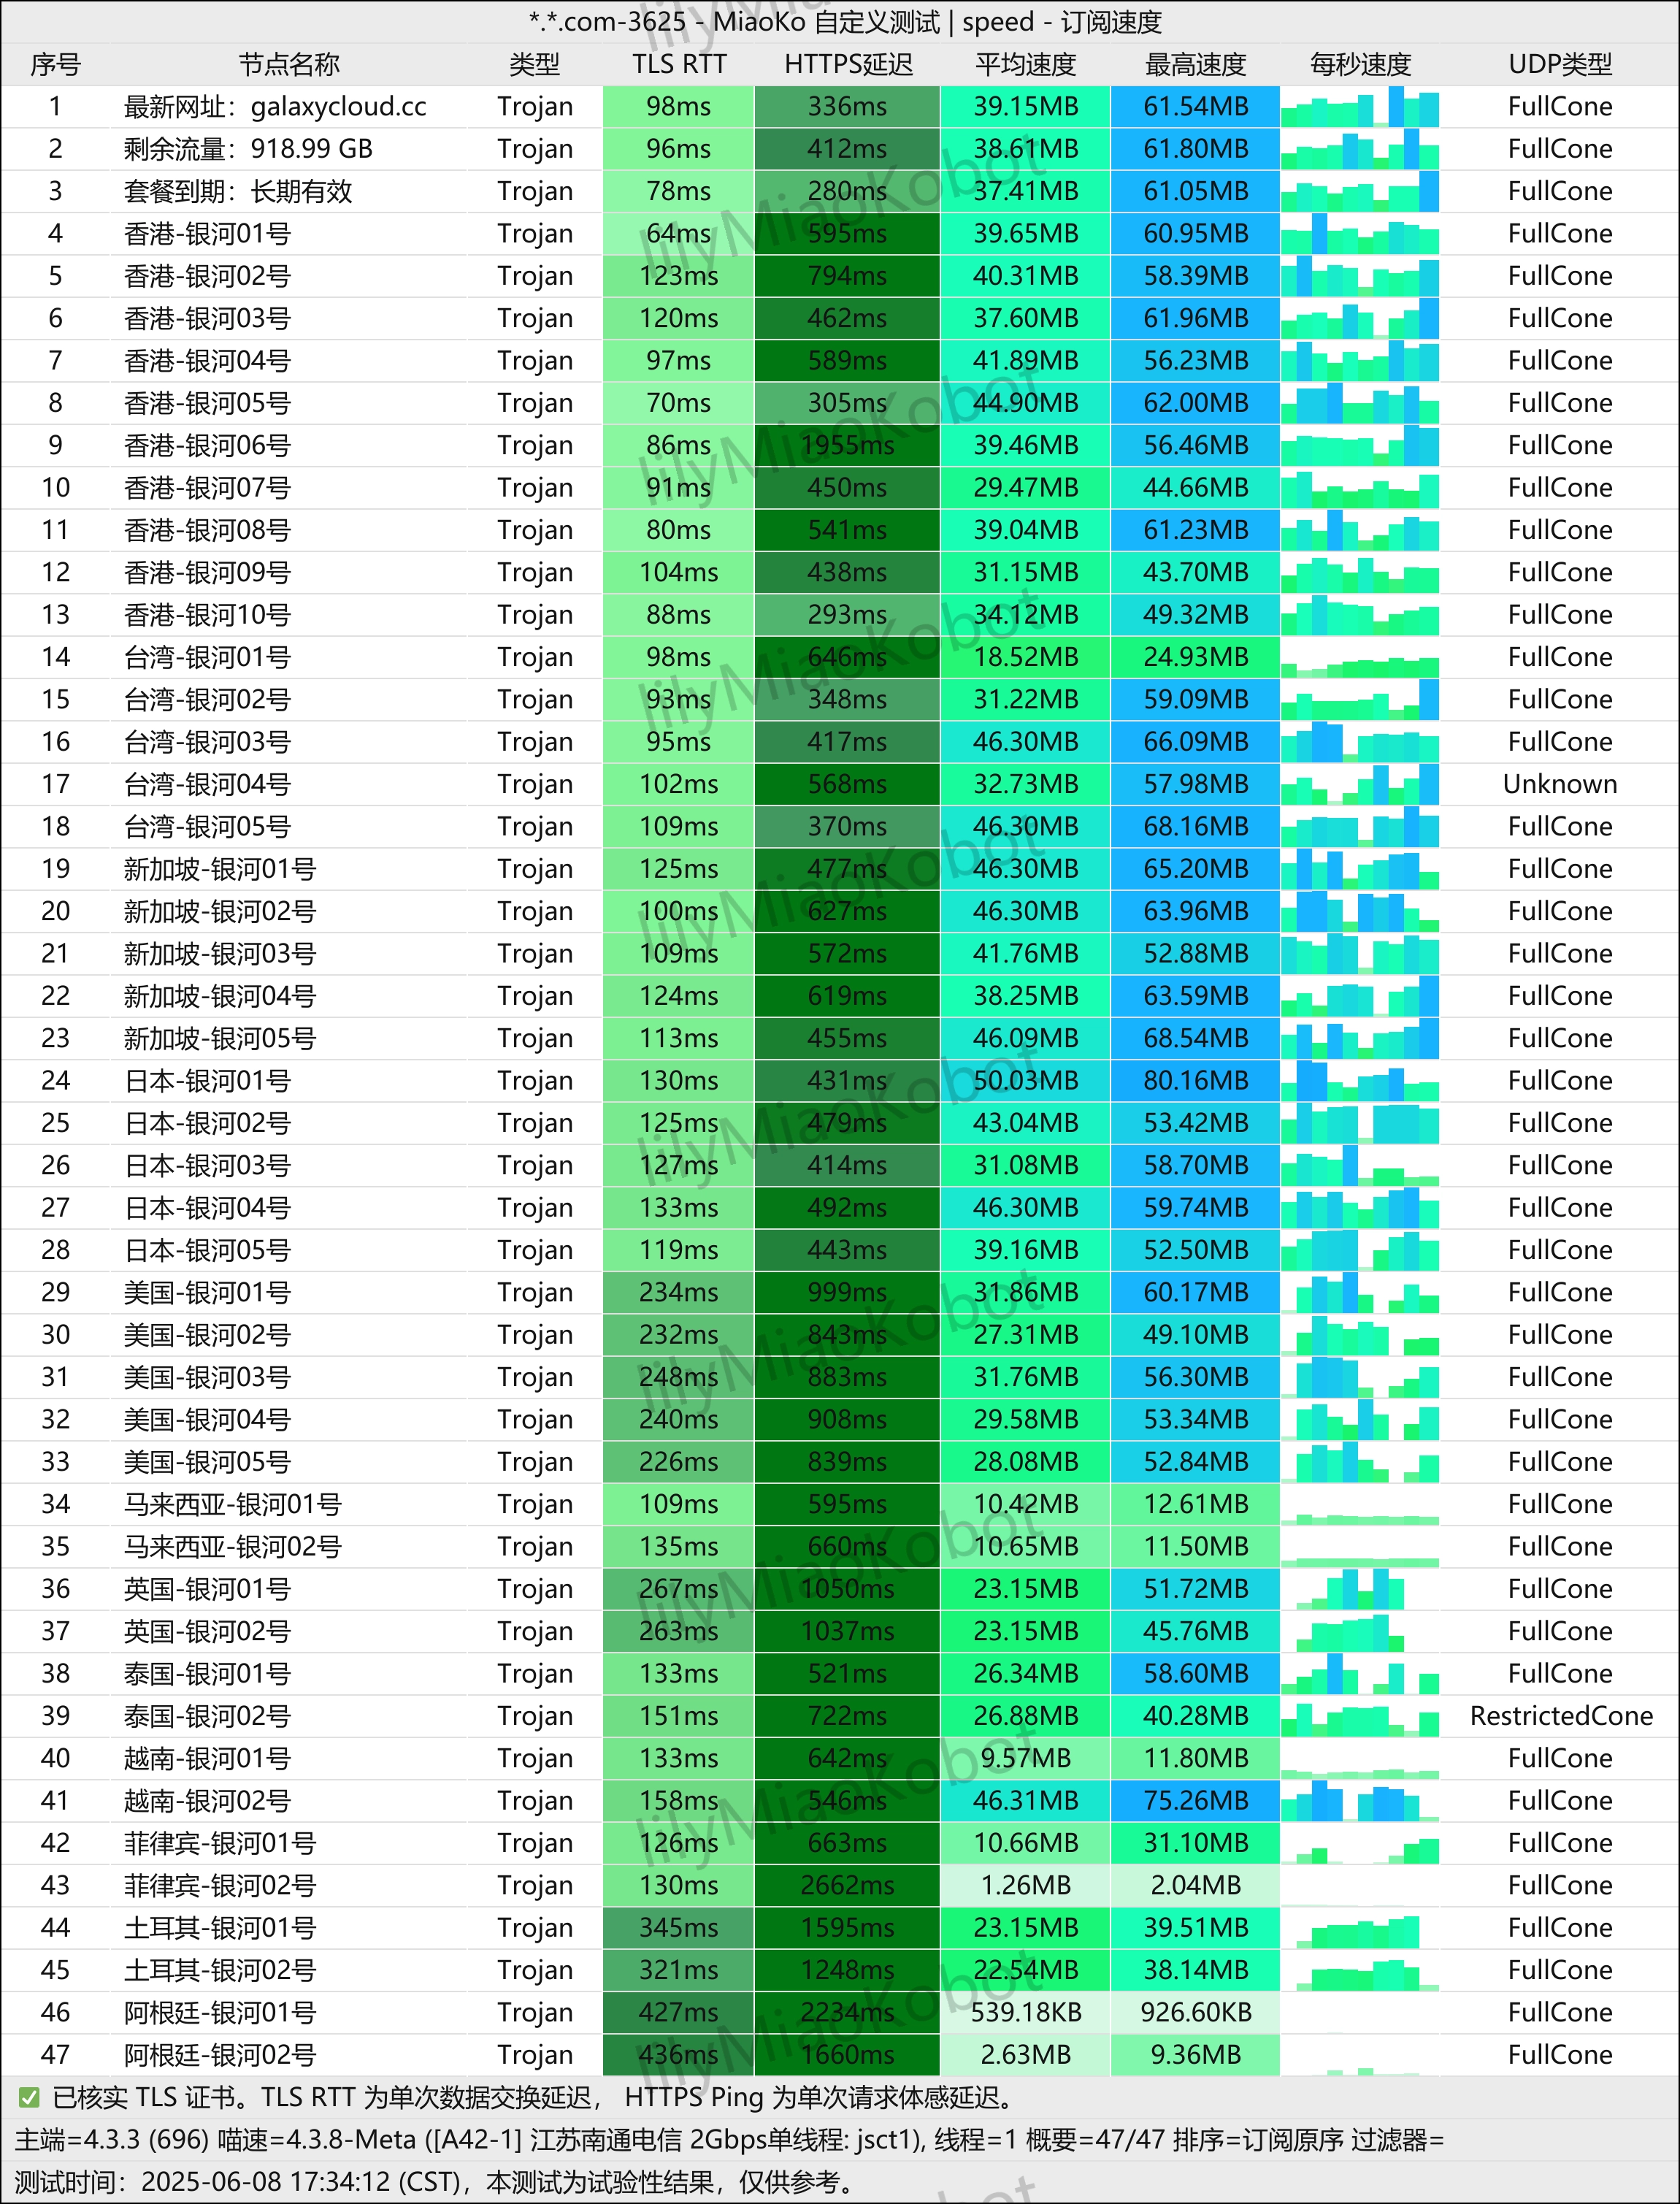 *.*.com-3625 - MiaoKo 自定义测试 | speed - 订阅速度
序号 节点名称 类型 TLS RTT HTTPS延迟 平均速度 最高速度 每秒速度 UDP类型
1 最新网址：galaxycloud.cc Trojan 98ms 336ms 39.15MB 61.54MB FullCone
2 剩余流量：918.99 GB Trojan 96ms 412ms 38.61MB 61.80MB FullCone
3 套餐到期：长期有效 Trojan 78ms 280ms 37.41MB 61.05MB FullCone
4 香港-银河01号 Trojan 64ms 595ms 39.65MB 60.95MB FullCone
5 香港-银河02号 Trojan 123ms 794ms 40.31MB 58.39MB FullCone
6 香港-银河03号 Trojan 120ms 462ms 37.60MB 61.96MB FullCone
7 香港-银河04号 Trojan 97ms 589ms 41.89MB 56.23MB FullCone
8 香港-银河05号 Trojan 70ms 305ms 44.90MB 62.00MB FullCone
9 香港-银河06号 Trojan 86ms 1955ms 39.46MB 56.46MB FullCone
10 香港-银河07号 Trojan 91ms 450ms 29.47MB 44.66MB FullCone
11 香港-银河08号 Trojan 80ms 541ms 39.04MB 61.23MB FullCone
12 香港-银河09号 Trojan 104ms 438ms 31.15MB 43.70MB FullCone
13 香港-银河10号 Trojan 88ms 293ms 34.12MB 49.32MB FullCone
14 台湾-银河01号 Trojan 98ms 646ms 18.52MB 24.93MB FullCone
15 台湾-银河02号 Trojan 93ms 348ms 31.22MB 59.09MB FullCone
16 台湾-银河03号 Trojan 95ms 417ms 46.30MB 66.09MB FullCone
17 台湾-银河04号 Trojan 102ms 568ms 32.73MB 57.98MB Unknown
18 台湾-银河05号 Trojan 109ms 370ms 46.30MB 68.16MB FullCone
19 新加坡-银河01号 Trojan 125ms 477ms 46.30MB 65.20MB FullCone
20 新加坡-银河02号 Trojan 100ms 627ms 46.30MB 63.96MB FullCone
21 新加坡-银河03号 Trojan 109ms 572ms 41.76MB 52.88MB FullCone
22 新加坡-银河04号 Trojan 124ms 619ms 38.25MB 63.59MB FullCone
23 新加坡-银河05号 Trojan 113ms 455ms 46.09MB 68.54MB FullCone
24 日本-银河01号 Trojan 130ms 431ms 50.03MB 80.16MB FullCone
25 日本-银河02号 Trojan 125ms 479ms 43.04MB 53.42MB FullCone
26 日本-银河03号 Trojan 127ms 414ms 31.08MB 58.70MB FullCone
27 日本-银河04号 Trojan 133ms 492ms 46.30MB 59.74MB FullCone
28 日本-银河05号 Trojan 119ms 443ms 39.16MB 52.50MB FullCone
29 美国-银河01号 Trojan 234ms 999ms 31.86MB 60.17MB FullCone
30 美国-银河02号 Trojan 232ms 843ms 27.31MB 49.10MB FullCone
31 美国-银河03号 Trojan 248ms 883ms 31.76MB 56.30MB FullCone
32 美国-银河04号 Trojan 240ms 908ms 29.58MB 53.34MB FullCone
33 美国-银河05号 Trojan 226ms 839ms 28.08MB 52.84MB FullCone
34 马来西亚-银河01号 Trojan 109ms 595ms 10.42MB 12.61MB FullCone
35 马来西亚-银河02号 Trojan 135ms 660ms 10.65MB 11.50MB FullCone
36 英国-银河01号 Trojan 267ms 1050ms 23.15MB 51.72MB FullCone
37 英国-银河02号 Trojan 263ms 1037ms 23.15MB 45.76MB FullCone
38 泰国-银河01号 Trojan 133ms 521ms 26.34MB 58.60MB FullCone
39 泰国-银河02号 Trojan 151ms 722ms 26.88MB 40.28MB RestrictedCone
40 越南-银河01号 Trojan 133ms 642ms 9.57MB 11.80MB FullCone
41 越南-银河02号 Trojan 158ms 546ms 46.31MB 75.26MB FullCone
42 菲律宾-银河01号 Trojan 126ms 663ms 10.66MB 31.10MB FullCone
43 菲律宾-银河02号 Trojan 130ms 2662ms 1.26MB 2.04MB FullCone
44 土耳其-银河01号 Trojan 345ms 1595ms 23.15MB 39.51MB FullCone
45 土耳其-银河02号 Trojan 321ms 1248ms 22.54MB 38.14MB FullCone
46 阿根廷-银河01号 Trojan 427ms 2234ms 539.18KB 926.60KB FullCone
47 阿根廷-银河02号 Trojan 436ms 1660ms 2.63MB 9.36MB FullCone
✅ 已核实 TLS 证书。TLS RTT 为单次数据交换延迟， HTTPS Ping 为单次请求体感延迟。
主端=4.3.3 (696) 喵速=4.3.8-Meta ([A42-1] 江苏南通电信 2Gbps单线程: jsct1), 线程=1 概要=47/47 排序=订阅原序 过滤器=
测试时间：2025-06-08 17:34:12 (CST)，本测试为试验性结果，仅供参考。
lilyMiaoKobot
lilyMiaoKobot
lilyMiaoKobot
lilyMiaoKobot
lilyMiaoKobot
lilyMiaoKobot
lilyMiaoKobot
lilyMiaoKobot
lilyMiaoKobot